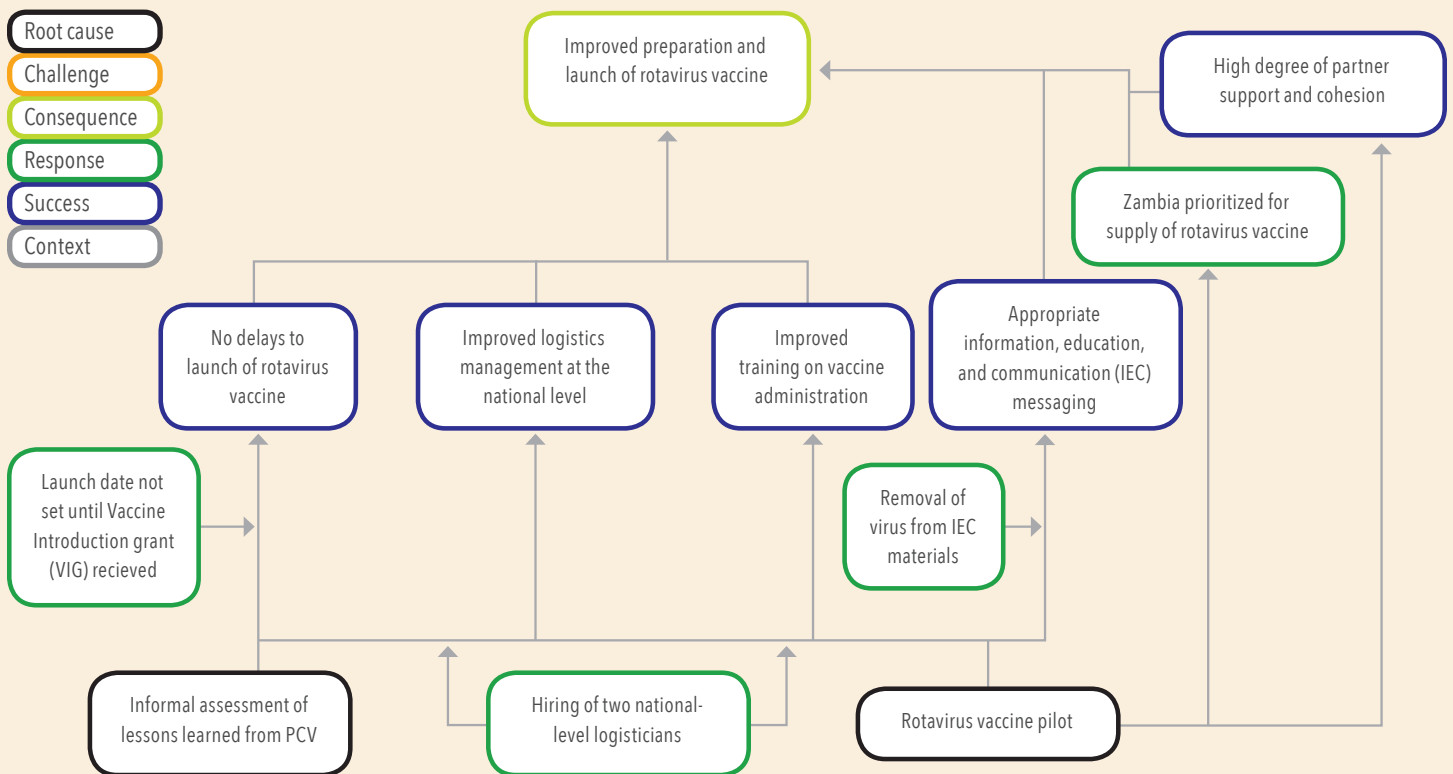 Root cause
Challenge
Consequence
Response
Success
Context
Improved preparation and
launch of rotavirus vaccine
High degree of partner
support and cohesion
Zambia prioritized for
supply of rotavirus vaccine
No delays to
launch of rotavirus
vaccine
Improved logistics
management at the
national level
Improved
training on vaccine
administration
Appropriate
information, education,
and communication (IEC)
messaging
Launch date not
set until Vaccine
Introduction grant
(VIG) recieved
Removal of
virus from IEC
materials
Informal assessment of
lessons learned from PCV
Hiring of two national-
level logisticians
Rotavirus vaccine pilot